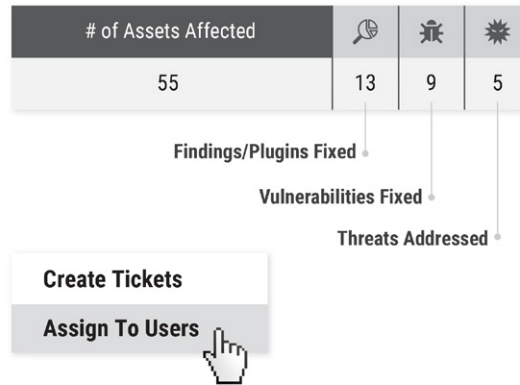 # of Assets Affected
55 13 9 5
Findings/Plugins Fixed
Vulnerabilities Fixed
Threats Addressed
Create Tickets
Assign To Users